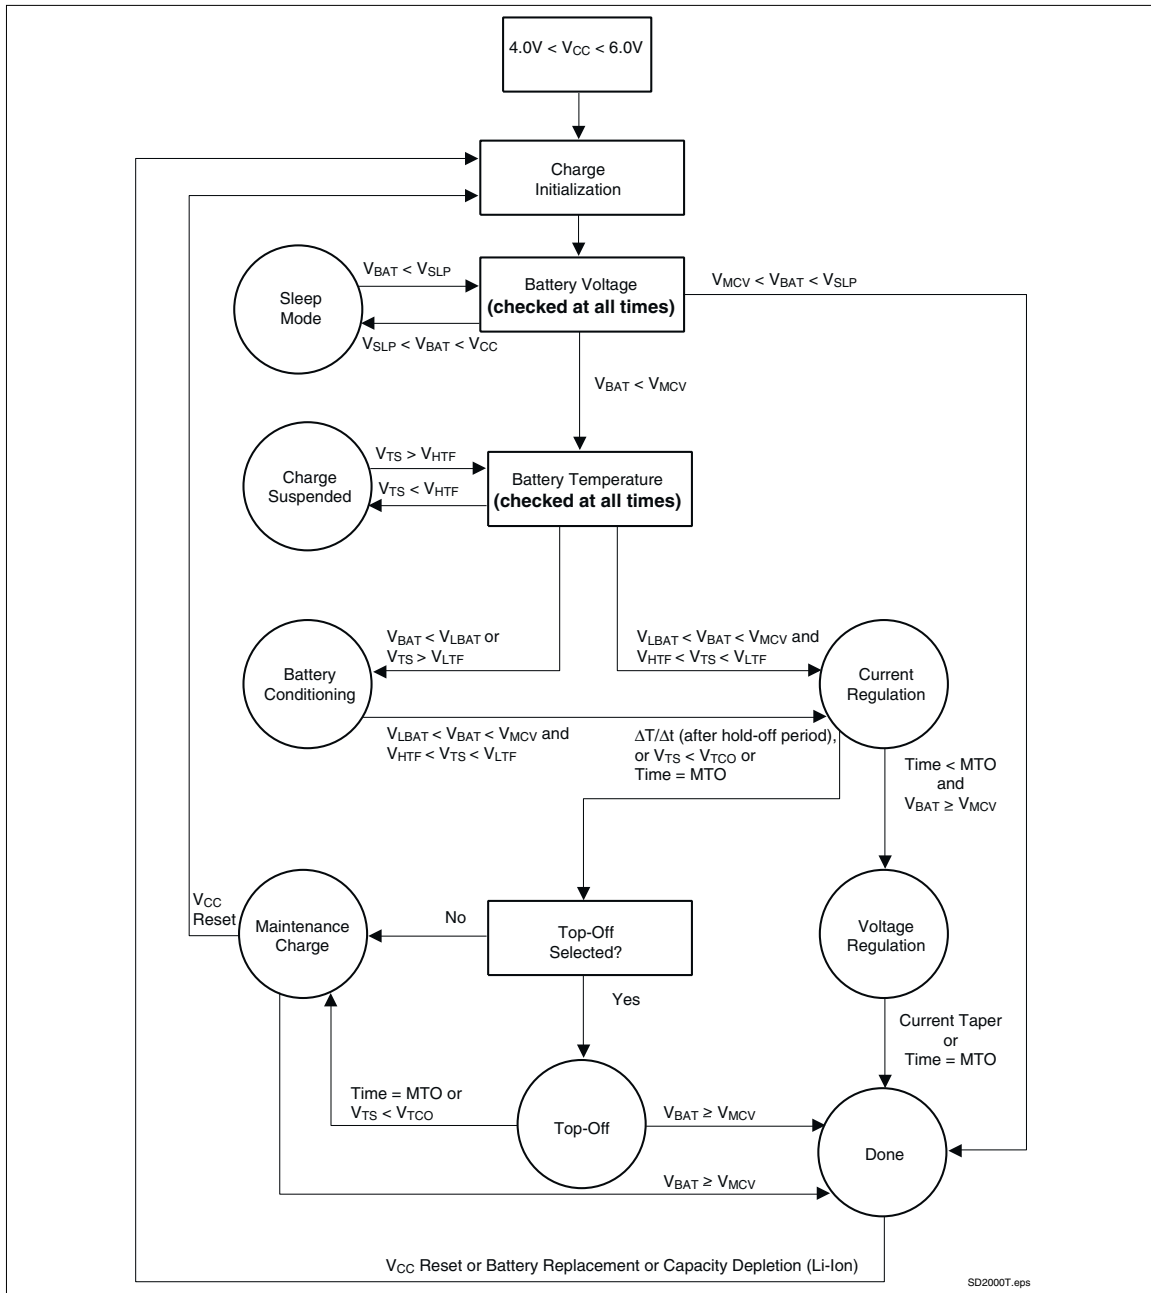 4.0V < VCC < 6.0V
Charge
Initialization
Battery Voltage
(checked at all times)
VBAT < VSLP
Sleep
Mode
VSLP < VBAT < VCC
VMCV < VBAT < VSLP
VBAT < VMCV
Battery Temperature
(checked at all times)
VTS > VHTF
Charge
Suspended
VTS < VHTF
VBAT < VLBAT or
VTS > VLTF
Battery
Conditioning
VLBAT < VBAT < VMCV and
VHTF < VTS < VLTF
Current
Regulation
VLBAT < VBAT < VMCV and
VHTF < VTS < VLTF
ΔT/Δt (after hold-off period),
or VTS < VTCO or
Time = MTO
Time < MTO
and
VBAT ≥ VMCV
VCC
Reset
Maintenance
Charge
No
Top-Off
Selected?
Yes
Voltage
Regulation
Current Taper
or
Time = MTO
Time = MTO or
VTS < VTCO
Top-Off
VBAT ≥ VMCV
Done
VBAT ≥ VMCV
VCC Reset or Battery Replacement or Capacity Depletion (Li-Ion)
SD2000T.eps